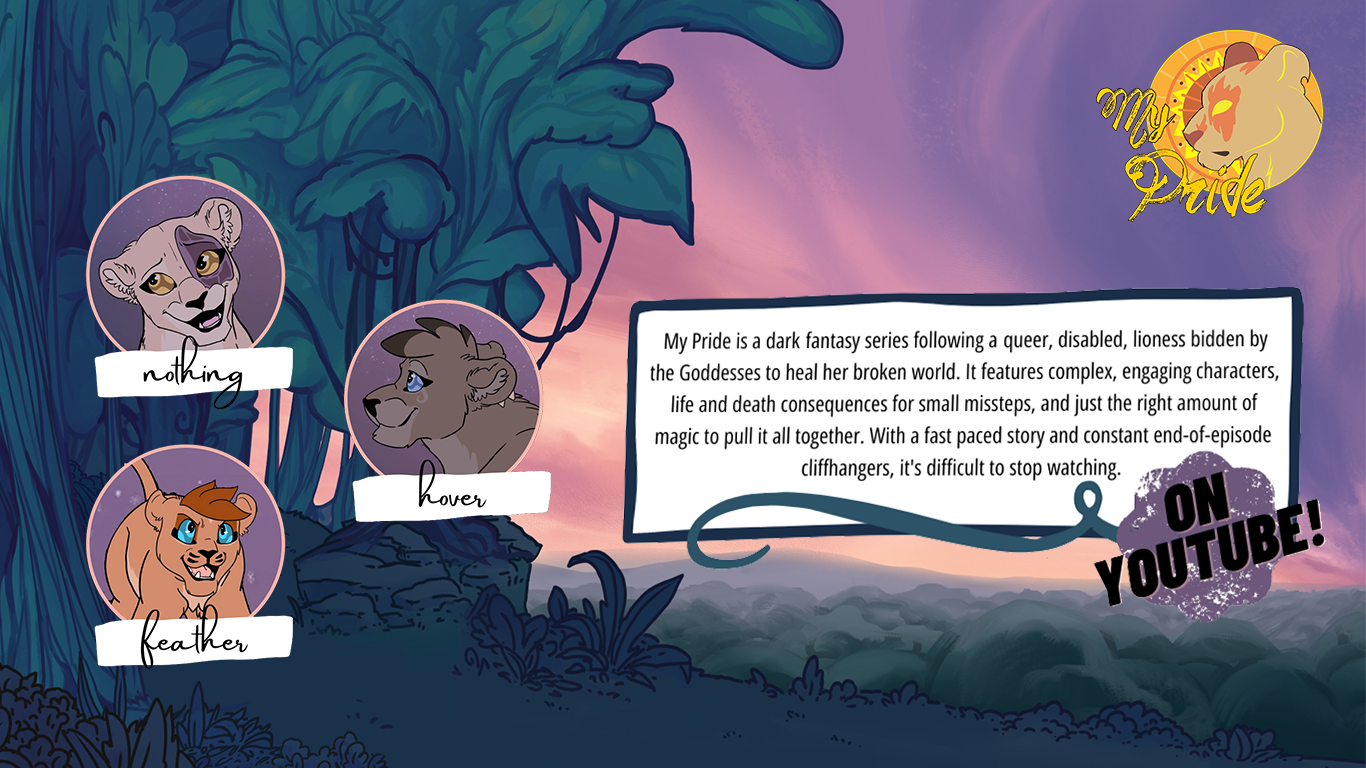 My
Pride
nothing
hover
feather
My Pride is a dark fantasy series following a queer, disabled, lioness bidden by
the Goddesses to heal her broken world. It features complex, engaging characters,
life and death consequences for small missteps, and just the right amount of
magic to pull it all together. With a fast paced story and constant end-of-episode
cliffhangers, it's difficult to stop watching.
ON
YOUTUBE!